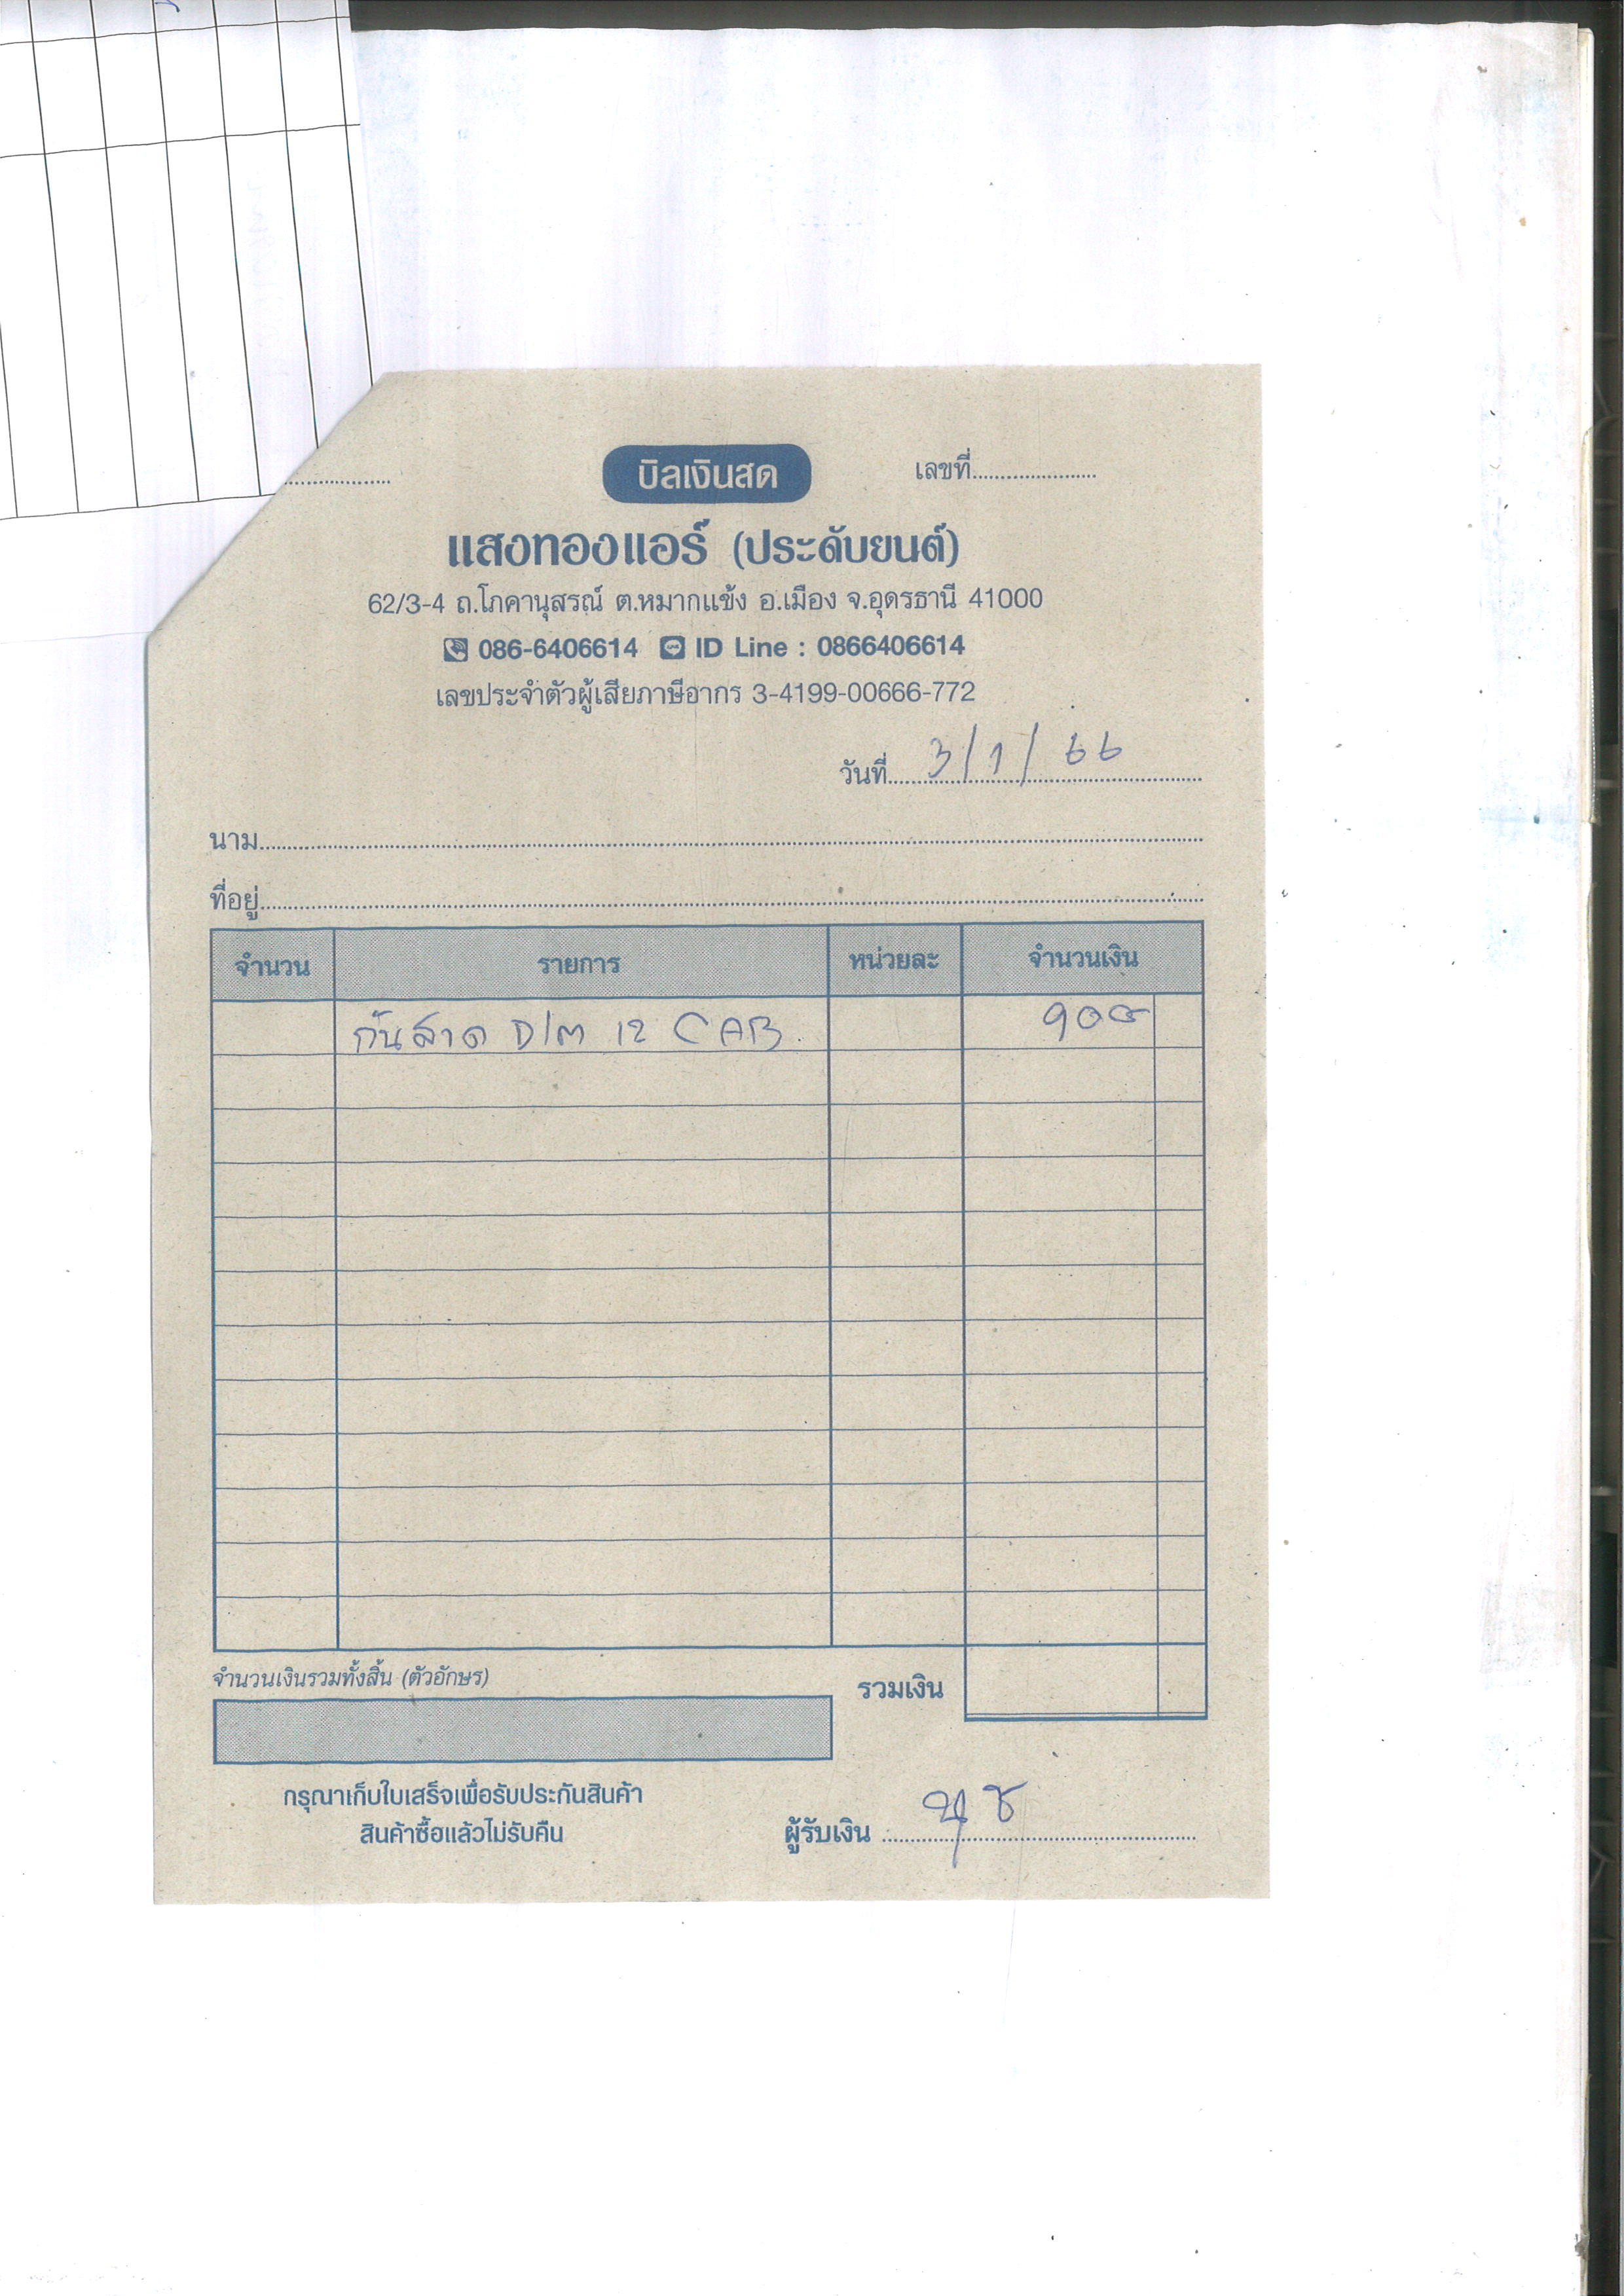 บิลเงินสด
เลขที่
แสงทองแอร์ (ประดับยนต์)
62/3-4 ถ.โภคานุสรณ์ ต.หมากแข้ง อ.เมือง จ.อุดรธานี 41000
086-6406614 ID Line : 0866406614
เลขประจำตัวผู้เสียภาษีอากร 3-4199-00666-772
วันที่ 3/1/66
นาม
ที่อยู่
จำนวน รายการ หน่วยละ จำนวนเงิน
กันสาด D/M 12 CAB. 900
จำนวนเงินรวมทั้งสิ้น (ตัวอักษร)
รวมเงิน
กรุณาเก็บใบเสร็จเพื่อรับประกันสินค้า
สินค้าซื้อแล้วไม่รับคืน
ผู้รับเงิน นุช